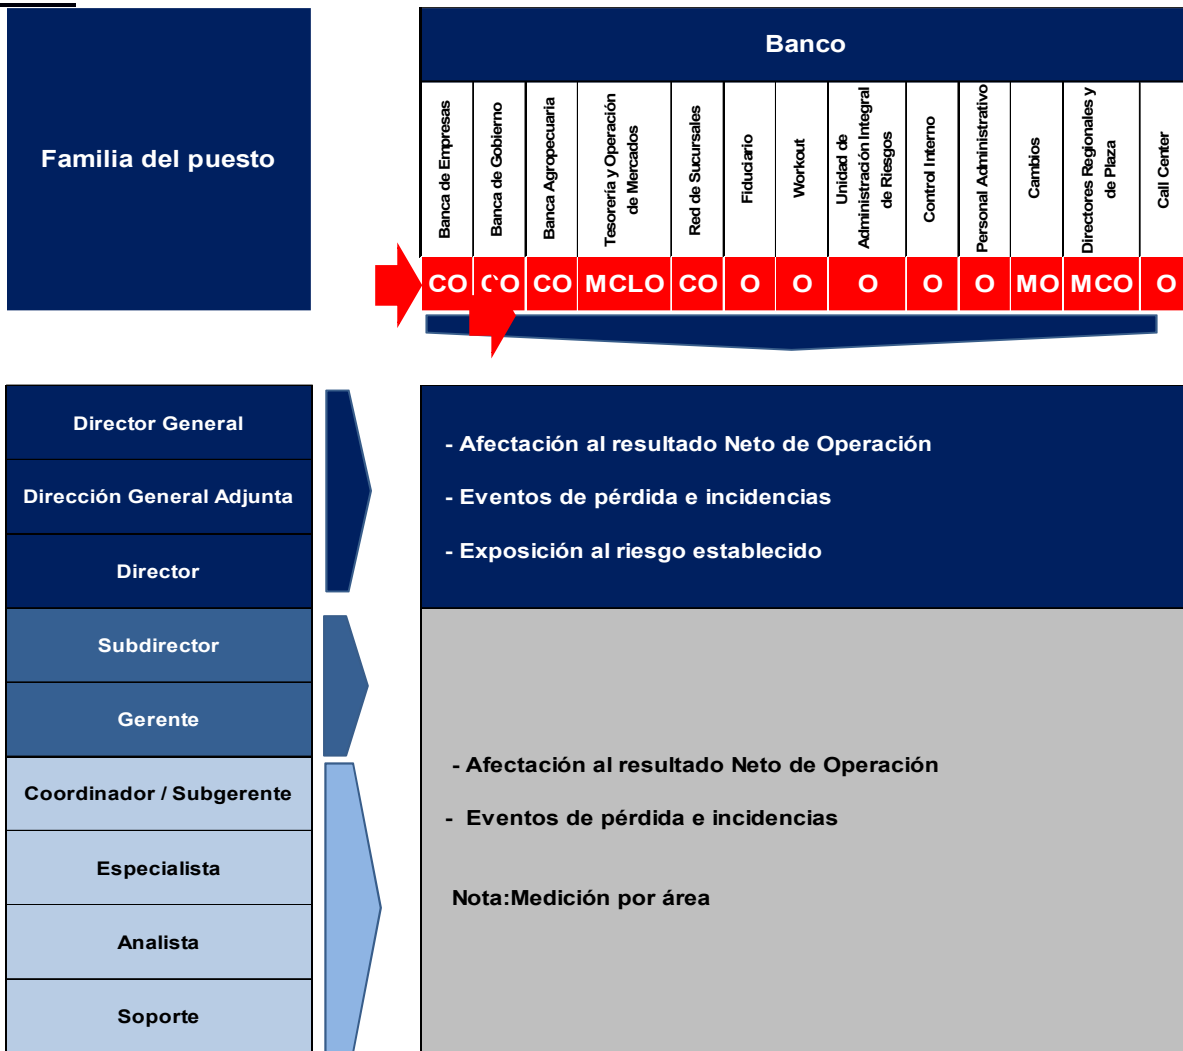 Familia del puesto
Banco
Banca de Empresas
Banca de Gobierno
Banca Agropecuaria
Tesorería y Operación
de Mercados
Red de Sucursales
Fiduciario
Workout
Unidad de
Administración Integral
de Riesgos
Control Interno
Personal Administrativo
Cambios
Directores Regionales y
de Plaza
Call Center
CO CO CO MCLO CO O O O O O MO MCO O
Director General
Dirección General Adjunta
Director
- Afectación al resultado Neto de Operación
- Eventos de pérdida e incidencias
- Exposición al riesgo establecido
Subdirector
Gerente
Coordinador / Subgerente
Especialista
Analista
Soporte
- Afectación al resultado Neto de Operación
- Eventos de pérdida e incidencias
Nota:Medición por área